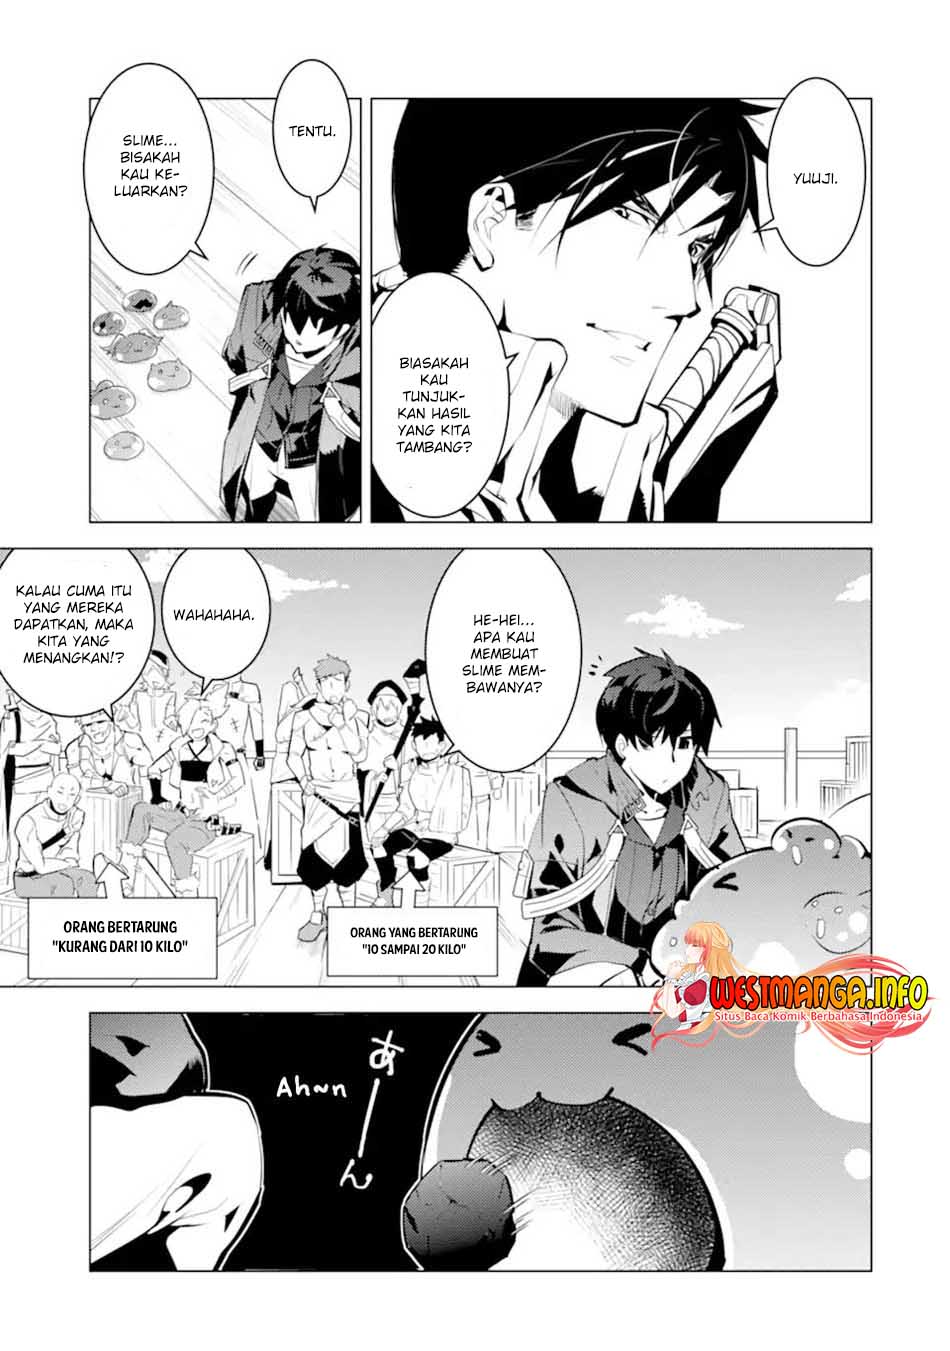 YUUJI.
BIASAKAH
KAU
TUNJUK-
KAN HASIL
YANG KITA
TAMBANG?
TENTU.
SLIME...
BISAKAH
KAU KE-
LUARKAN?
HE-HEI...
APA KAU
MEMBUAT
SLIME MEM-
BAWANYA?
WAHAHAHA.
KALAU CUMA ITU
YANG MEREKA
DAPATKAN, MAKA
KITA YANG
MENANGKAN!?
ORANG YANG BERTARUNG
"10 SAMPAI 20 KILO"
ORANG BERTARUNG
"KURANG DARI 10 KILO"
WESTMANGA.INFO
Situs Baca Komik Berbahasa Indonesia
あーん
Ah~n